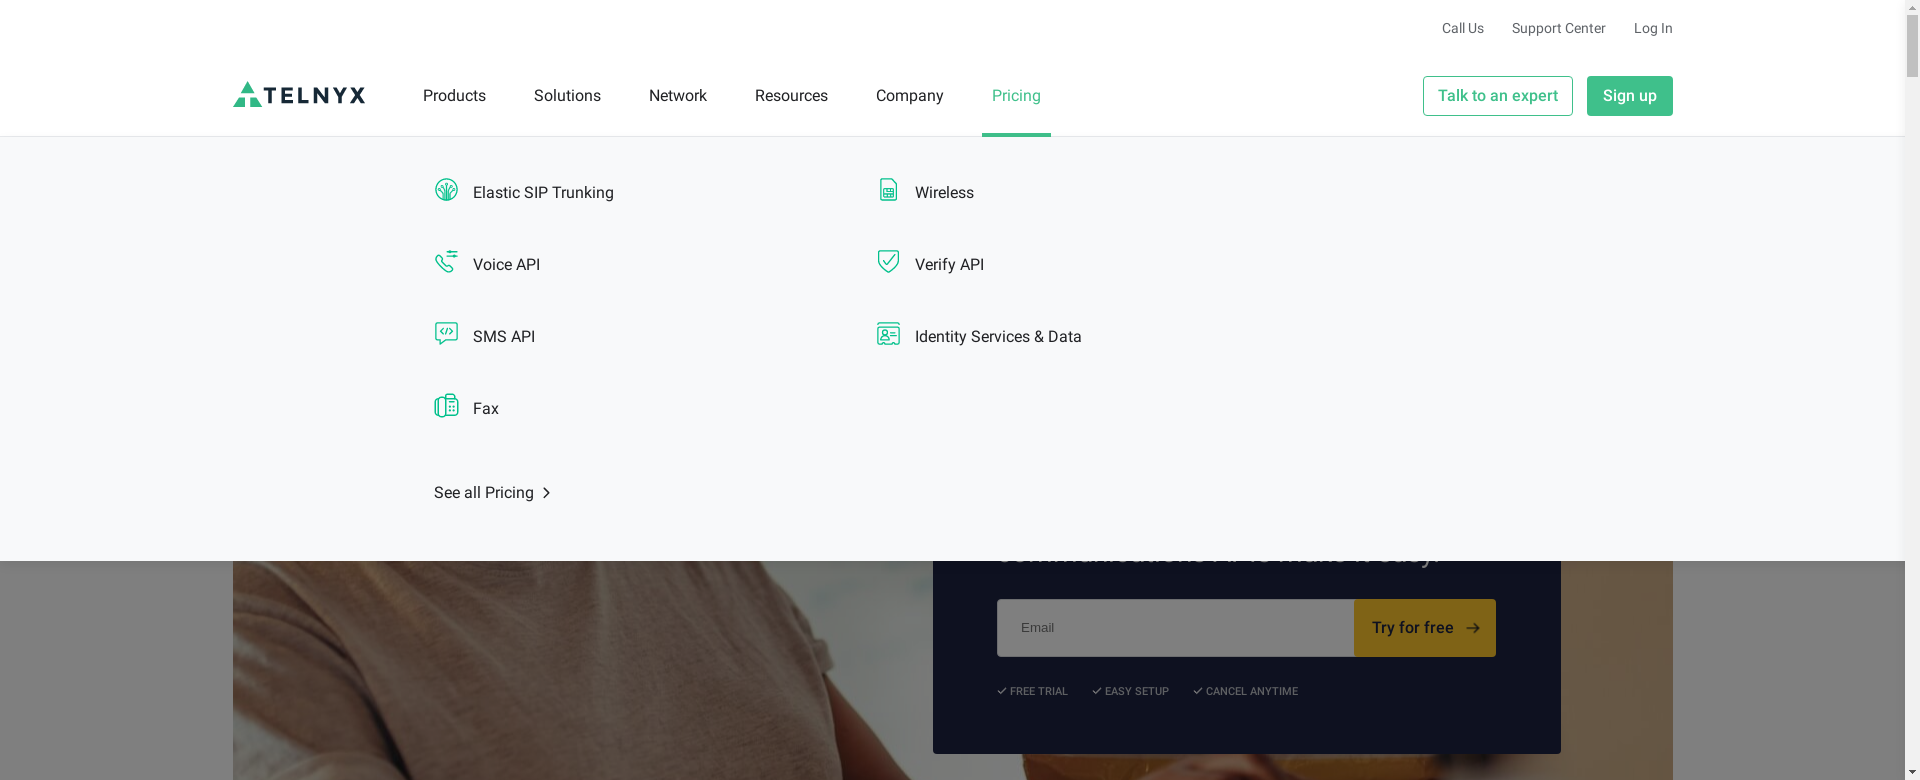 Call Us Support Center Log In
TELNYX Products Solutions Network Resources Company Pricing Talk to an expert Sign up
Elastic SIP Trunking Wireless
Voice API Verify API
SMS API Identity Services & Data
Fax
See all Pricing
Email Try for free
FREE TRIAL EASY SETUP CANCEL ANYTIME